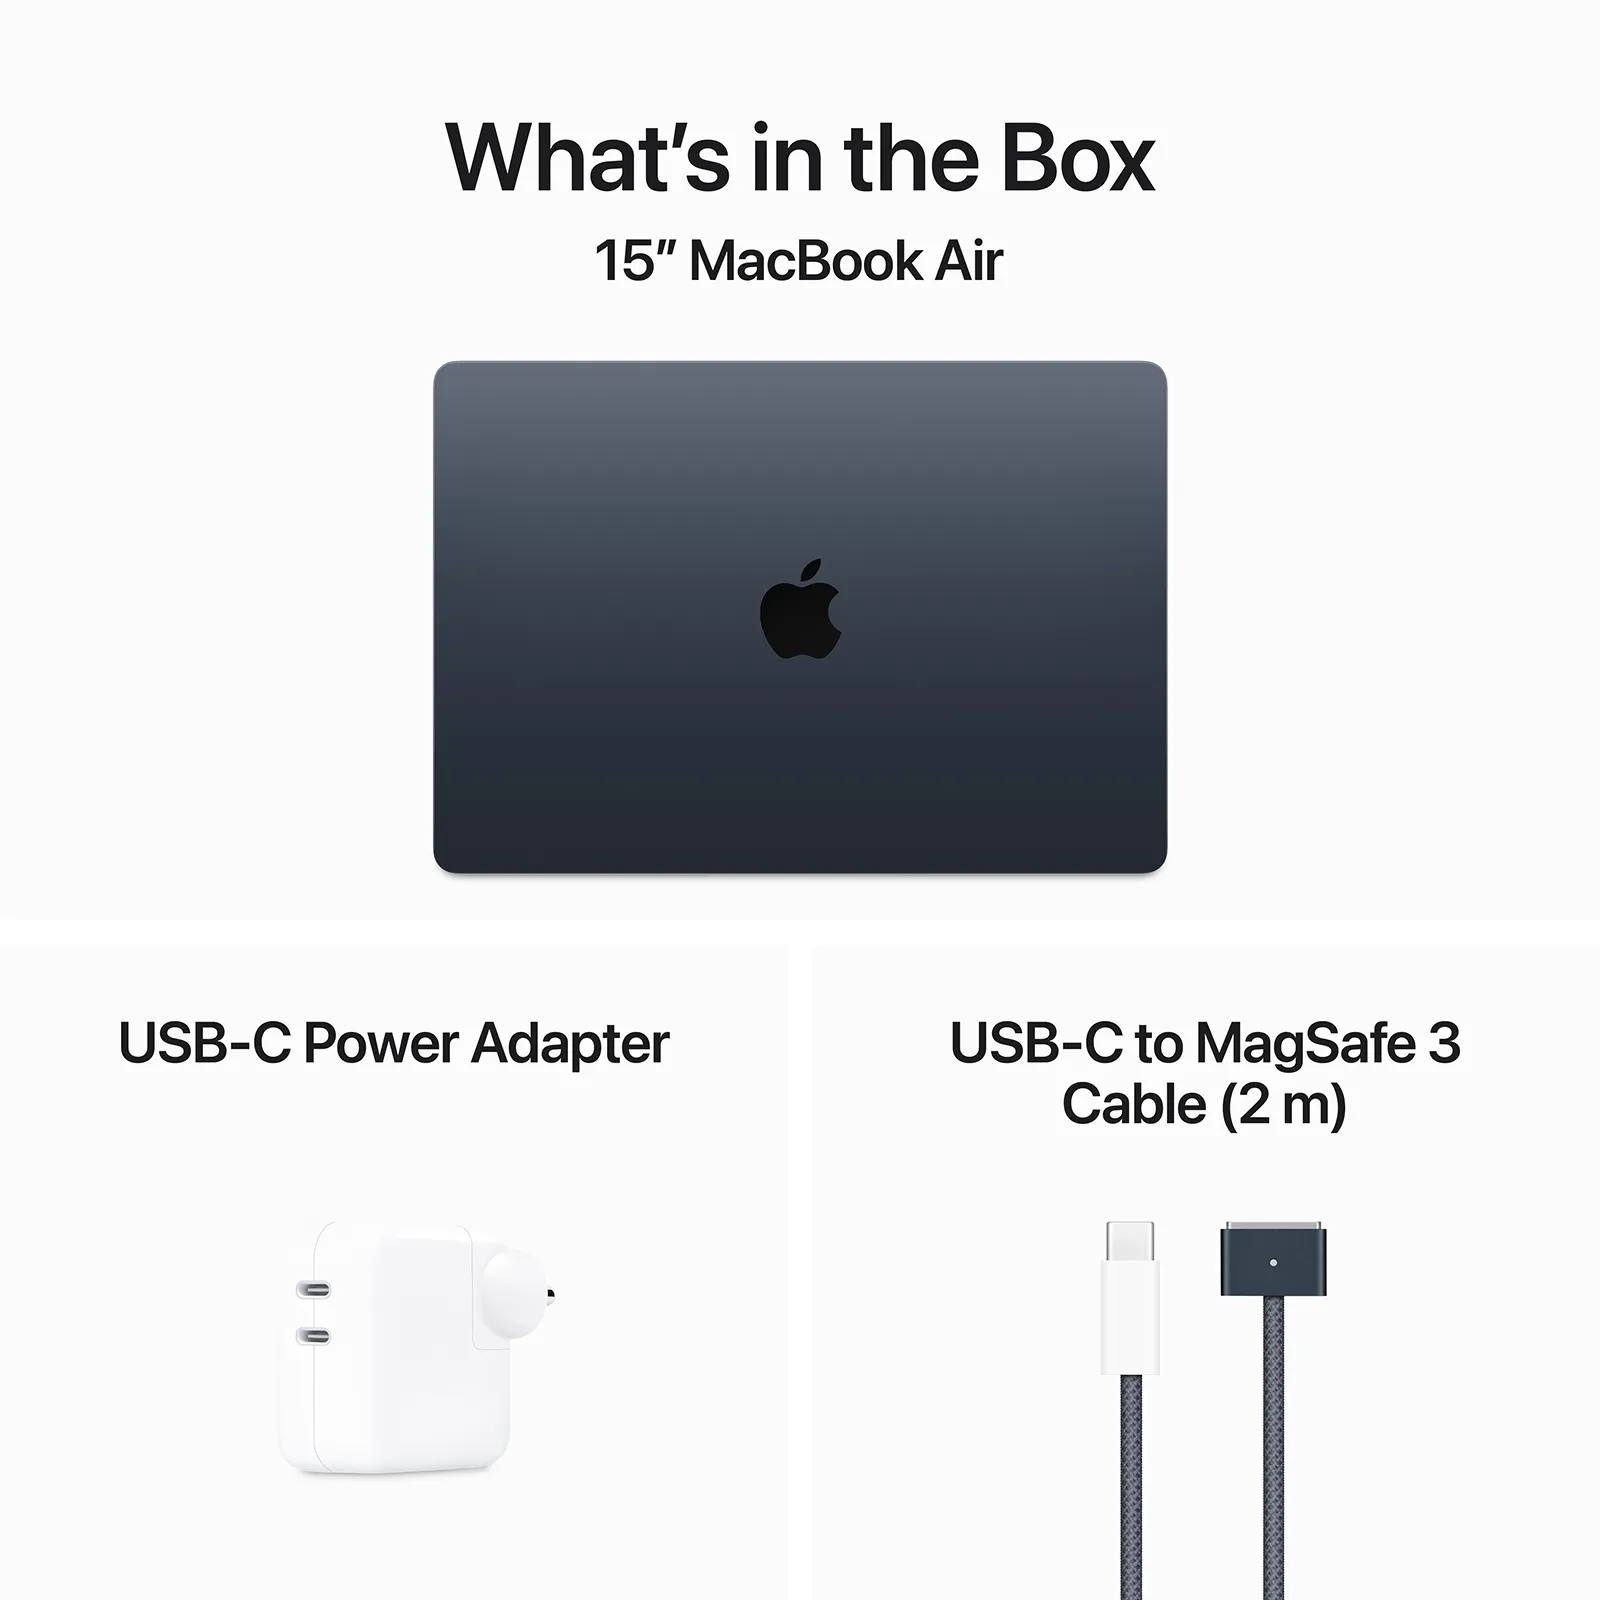 What’s in the Box
15” MacBook Air
USB-C Power Adapter
USB-C to MagSafe 3
Cable (2 m)